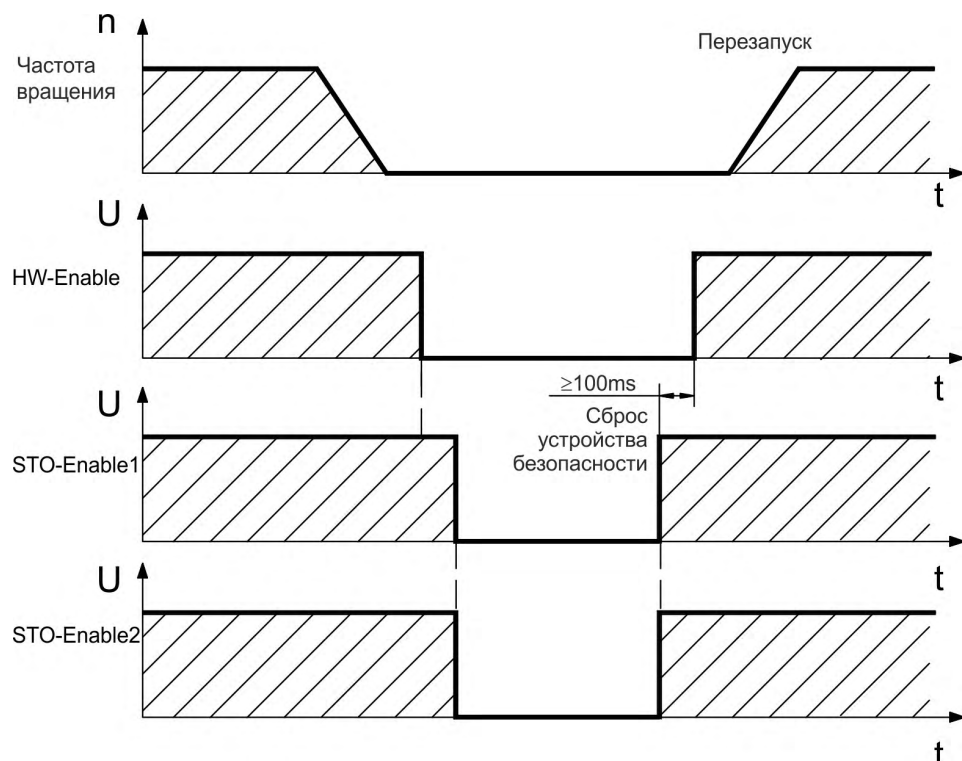 n
Частота
вращения
Перезапуск
t
U
HW-Enable
t
≥100ms
Сброс
устройства
безопасности
U
STO-Enable1
t
U
STO-Enable2
t